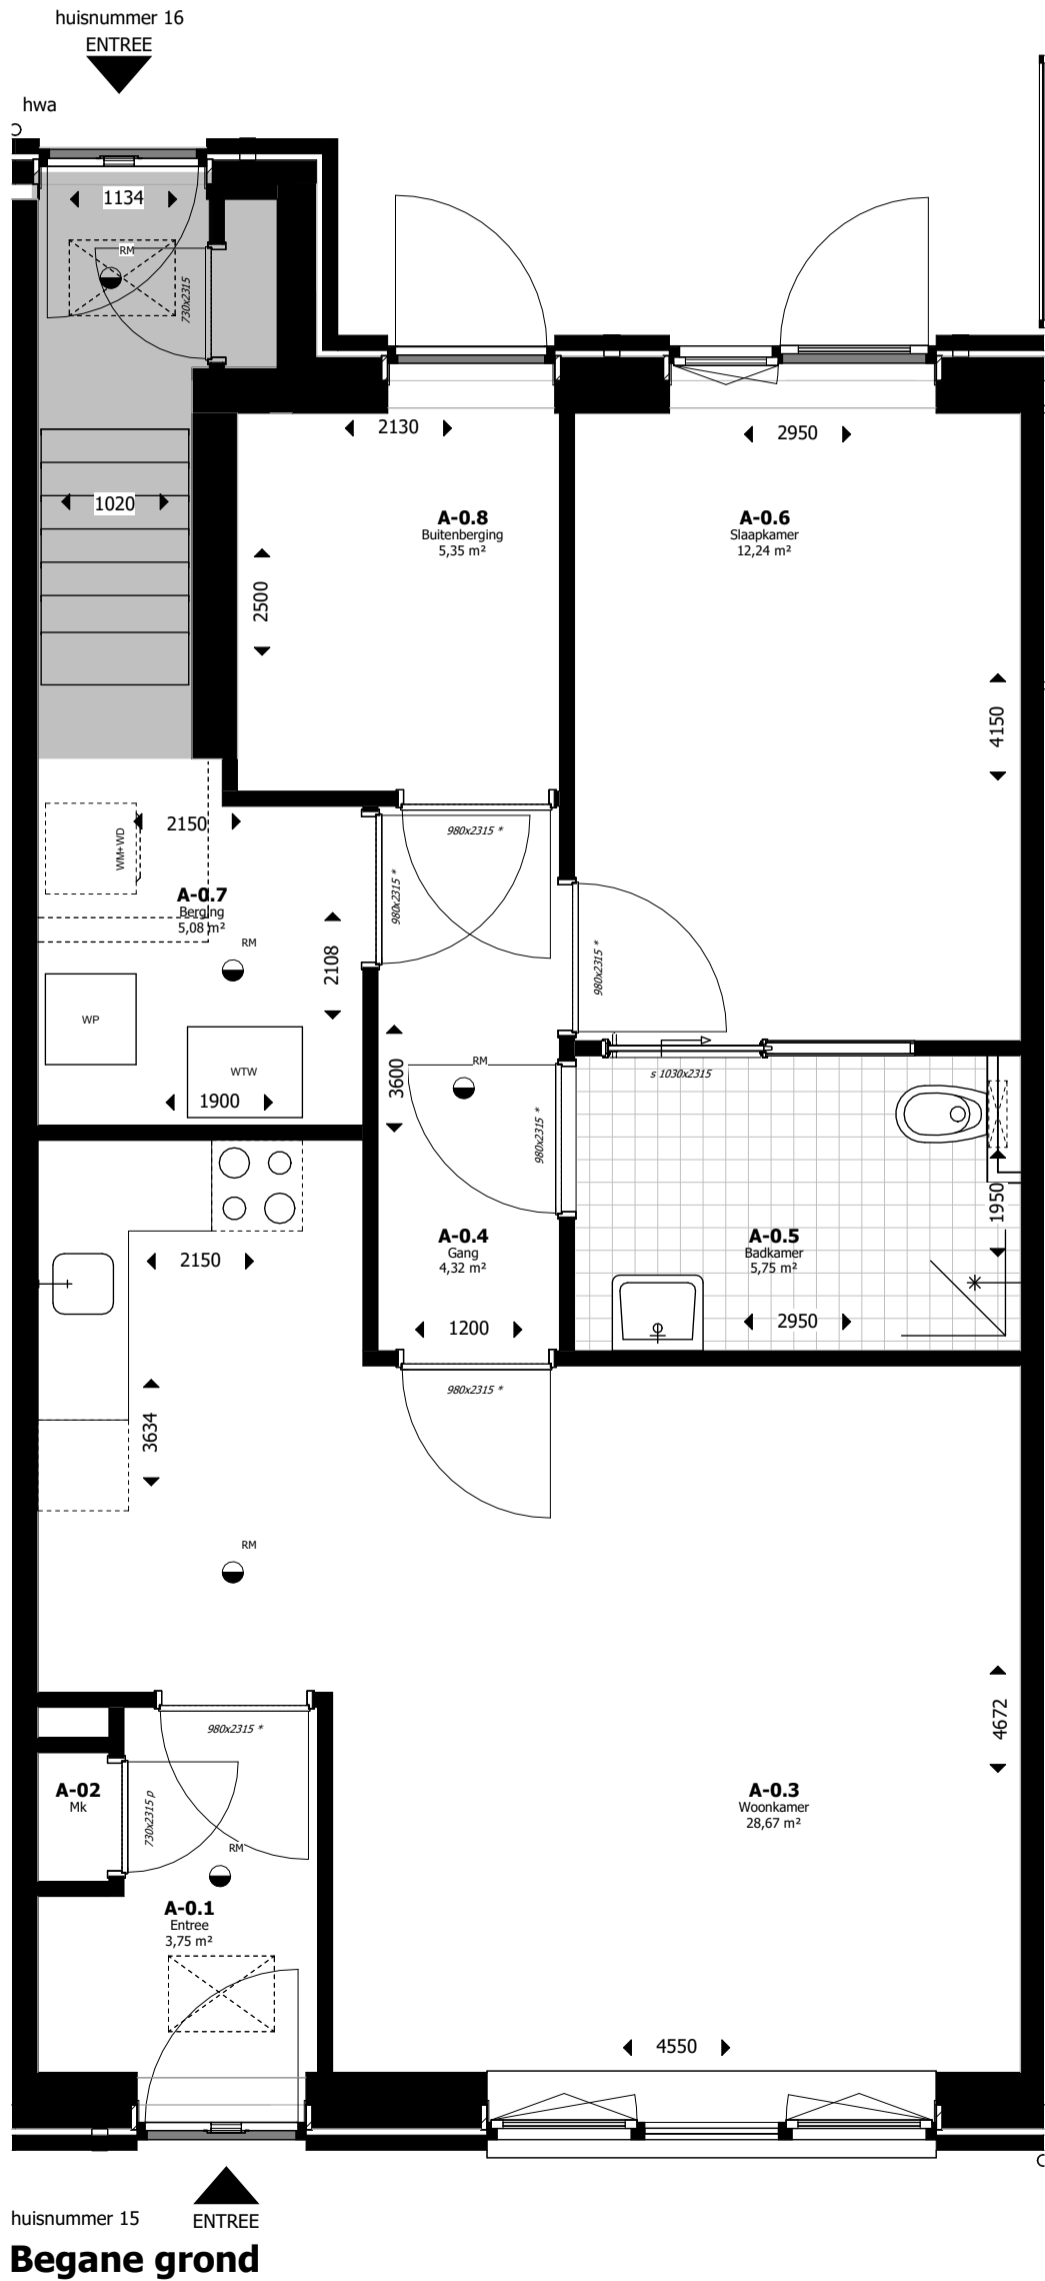 huisnummer 16
ENTREE
hwa
1134
RM
730x2315
2130
2950
1020
A-0.8
Buitenberging
5,35 m²
A-0.6
Slaapkamer
12,24 m²
2500
4150
2150
WM+WD
980x2315 *
A-0.7
Berging
5,08 m²
980x2315 *
RM
2108
980x2315 *
WP
WTW
1900
3600
RM
s 1030x2315
980x2315 *
1950
2150
A-0.4
Gang
4,32 m²
A-0.5
Badkamer
5,75 m²
1200
2950
980x2315 *
3634
RM
4672
980x2315 *
A-02
Mk
730x2315 p
A-0.3
Woonkamer
28,67 m²
RM
A-0.1
Entree
3,75 m²
4550
huisnummer 15
ENTREE
Begane grond